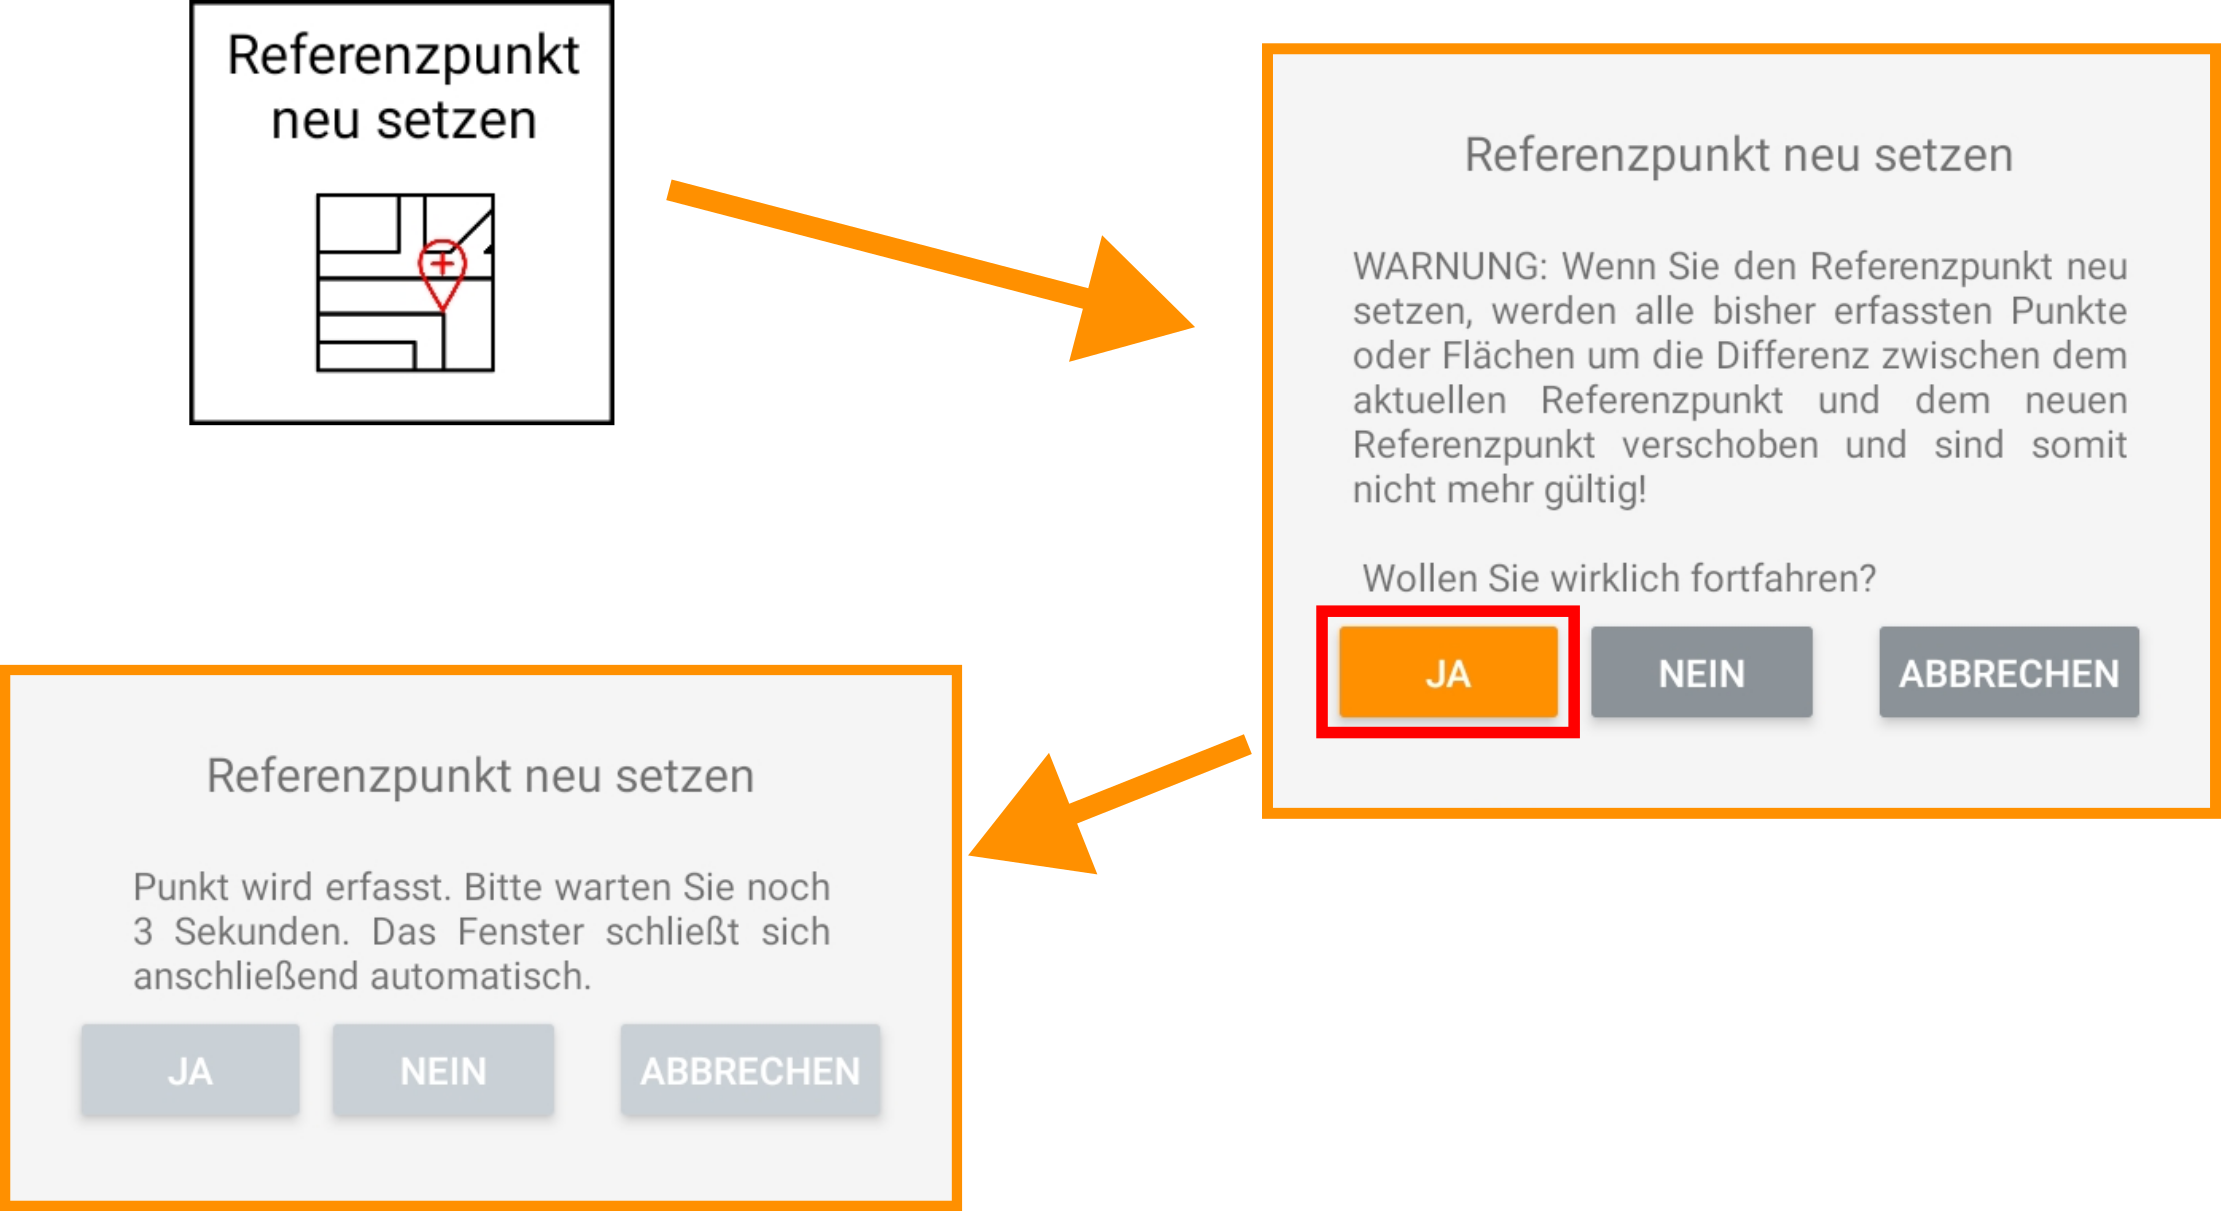 Referenzpunkt
neu setzen
Referenzpunkt neu setzen
WARNUNG: Wenn Sie den Referenzpunkt neu
setzen, werden alle bisher erfassten Punkte
oder Flächen um die Differenz zwischen dem
aktuellen Referenzpunkt und dem neuen
Referenzpunkt verschoben und sind somit
nicht mehr gültig!
Wollen Sie wirklich fortfahren?
JA NEIN ABBRECHEN
Referenzpunkt neu setzen
Punkt wird erfasst. Bitte warten Sie noch
3 Sekunden. Das Fenster schließt sich
anschließend automatisch.
JA NEIN ABBRECHEN